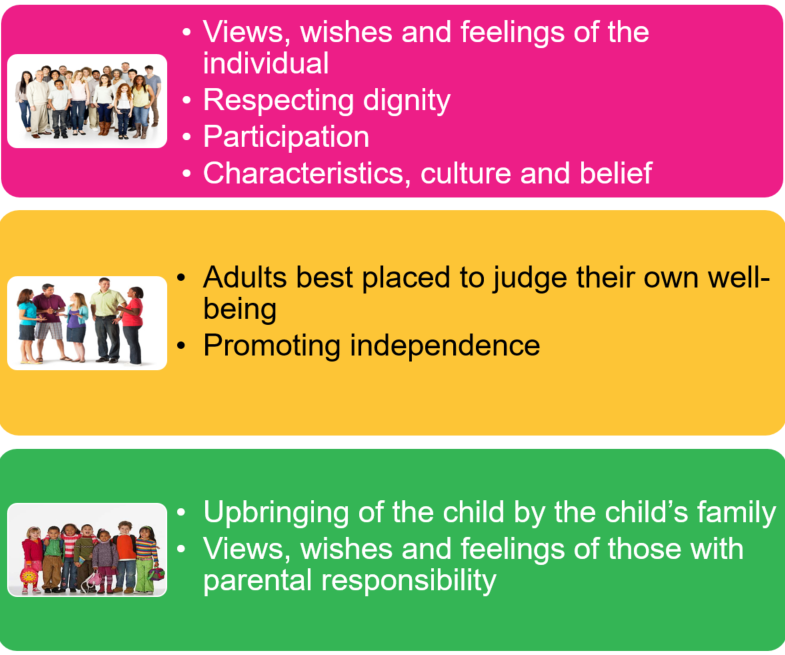 • Views, wishes and feelings of the
individual
• Respecting dignity
• Participation
• Characteristics, culture and belief
• Adults best placed to judge their own well-
being
• Promoting independence
• Upbringing of the child by the child’s family
• Views, wishes and feelings of those with
parental responsibility